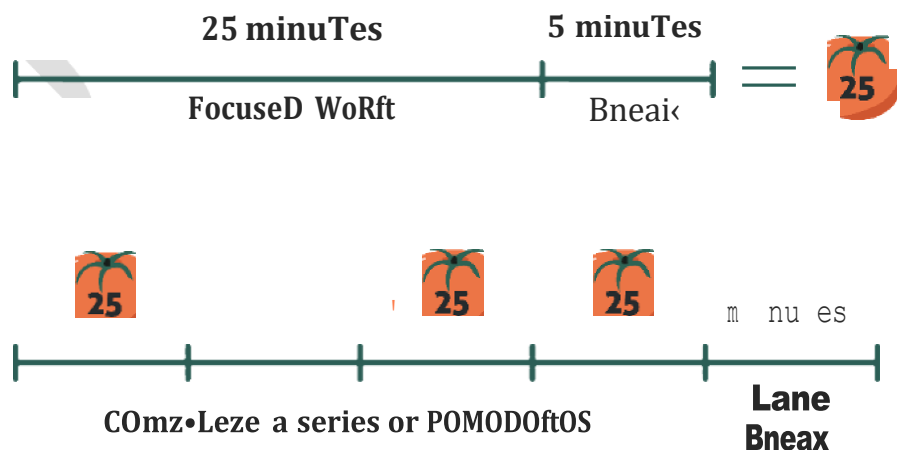 25 minuTes
5 minuTes
FocuseD WoRft
Bneai‹
25
25
25
25
m nu es
COmz•Leze a series or POMODOftOS
Lane
Bneax